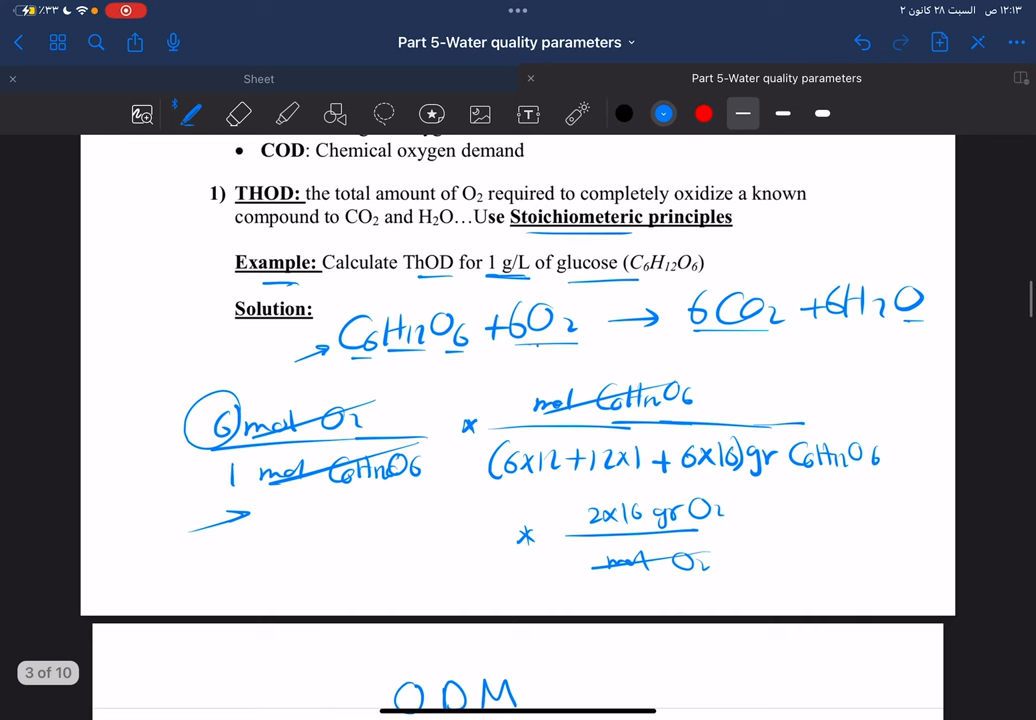 ٪٣٣ ١٢:١٣ ص السبت ٢٨ كانون ٢
Part 5-Water quality parameters
Sheet
Part 5-Water quality parameters
• COD: Chemical oxygen demand
1) THOD: the total amount of O₂ required to completely oxidize a known
compound to CO₂ and H₂O…Use Stoichiometeric principles
Example: Calculate ThOD for 1 g/L of glucose (C₆H₁₂O₆)
Solution:
C₆H₁₂O₆ + 6O₂ → 6CO₂ + 6H₂O
6 mol O₂ * mol C₆H₁₂O₆
1 mol C₆H₁₂O₆ (6×12 + 12×1 + 6×16) gr C₆H₁₂O₆
* 2×16 gr O₂
mol O₂
3 of 10
ODM